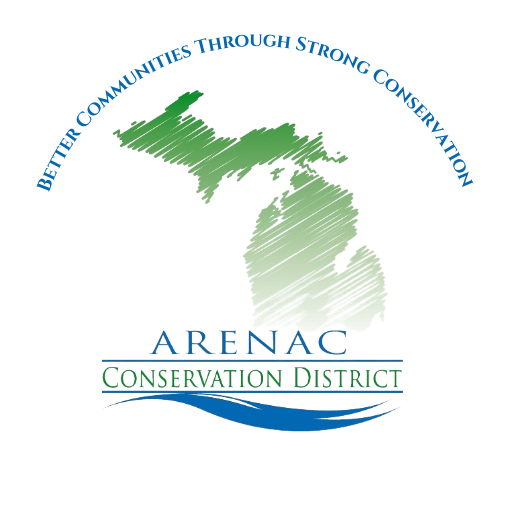 BETTER COMMUNITIES THROUGH STRONG CONSERVATION
ARENAC
CONSERVATION DISTRICT